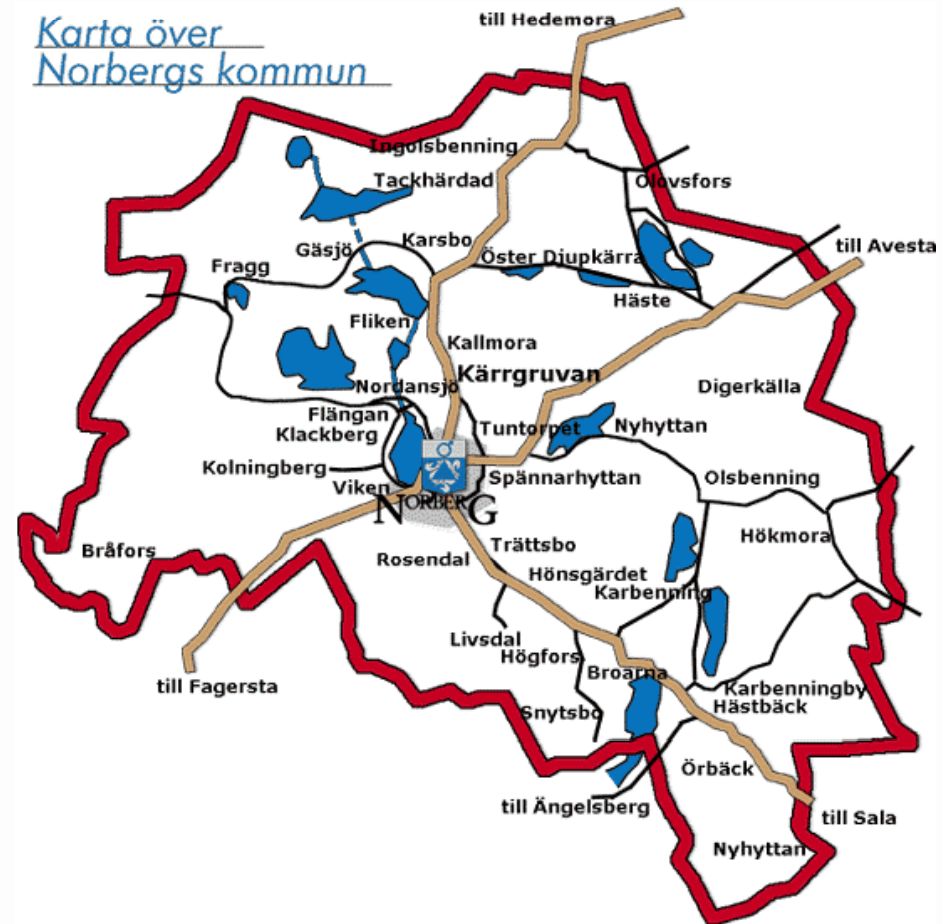 Karta över
Norbergs kommun
till Hedemora
Ingolsbenning
Tackhärdad
Olovsfors
Karsbo
till Avesta
Gäsjö
Öster Djupkärra
Fragg
Häste
Fliken
Kallmora
Kärrgruvan
Nordansjö
Digerkälla
Flängan
Tuntorpet
Nyhyttan
Klackberg
Kolningberg
Spännarhyttan
Olsbenning
Viken
NORBERG
Hökmora
Bråfors
Trättsbo
Rosendal
Hönsgärdet
Karbenning
Livsdal
Högfors
Broarna
till Fagersta
Karbenningby
Hästbäck
Snytsbo
Örbäck
till Ängelsberg
till Sala
Nyhyttan